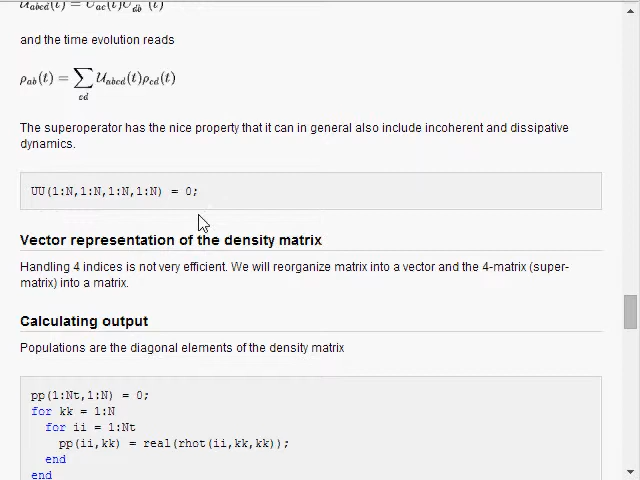 𝒰abcd(t) = Uac(t)U*db (t)
and the time evolution reads
ρab(t) = ∑cd 𝒰abcd(t)ρcd(t)
The superoperator has the nice property that it can in general also include incoherent and dissipative
dynamics.
UU(1:N,1:N,1:N,1:N) = 0;
Vector representation of the density matrix
Handling 4 indices is not very efficient. We will reorganize matrix into a vector and the 4-matrix (super-
matrix) into a matrix.
Calculating output
Populations are the diagonal elements of the density matrix
pp(1:Nt,1:N) = 0;
for kk = 1:N
for ii = 1:Nt
pp(ii,kk) = real(rhot(ii,kk,kk));
end
end